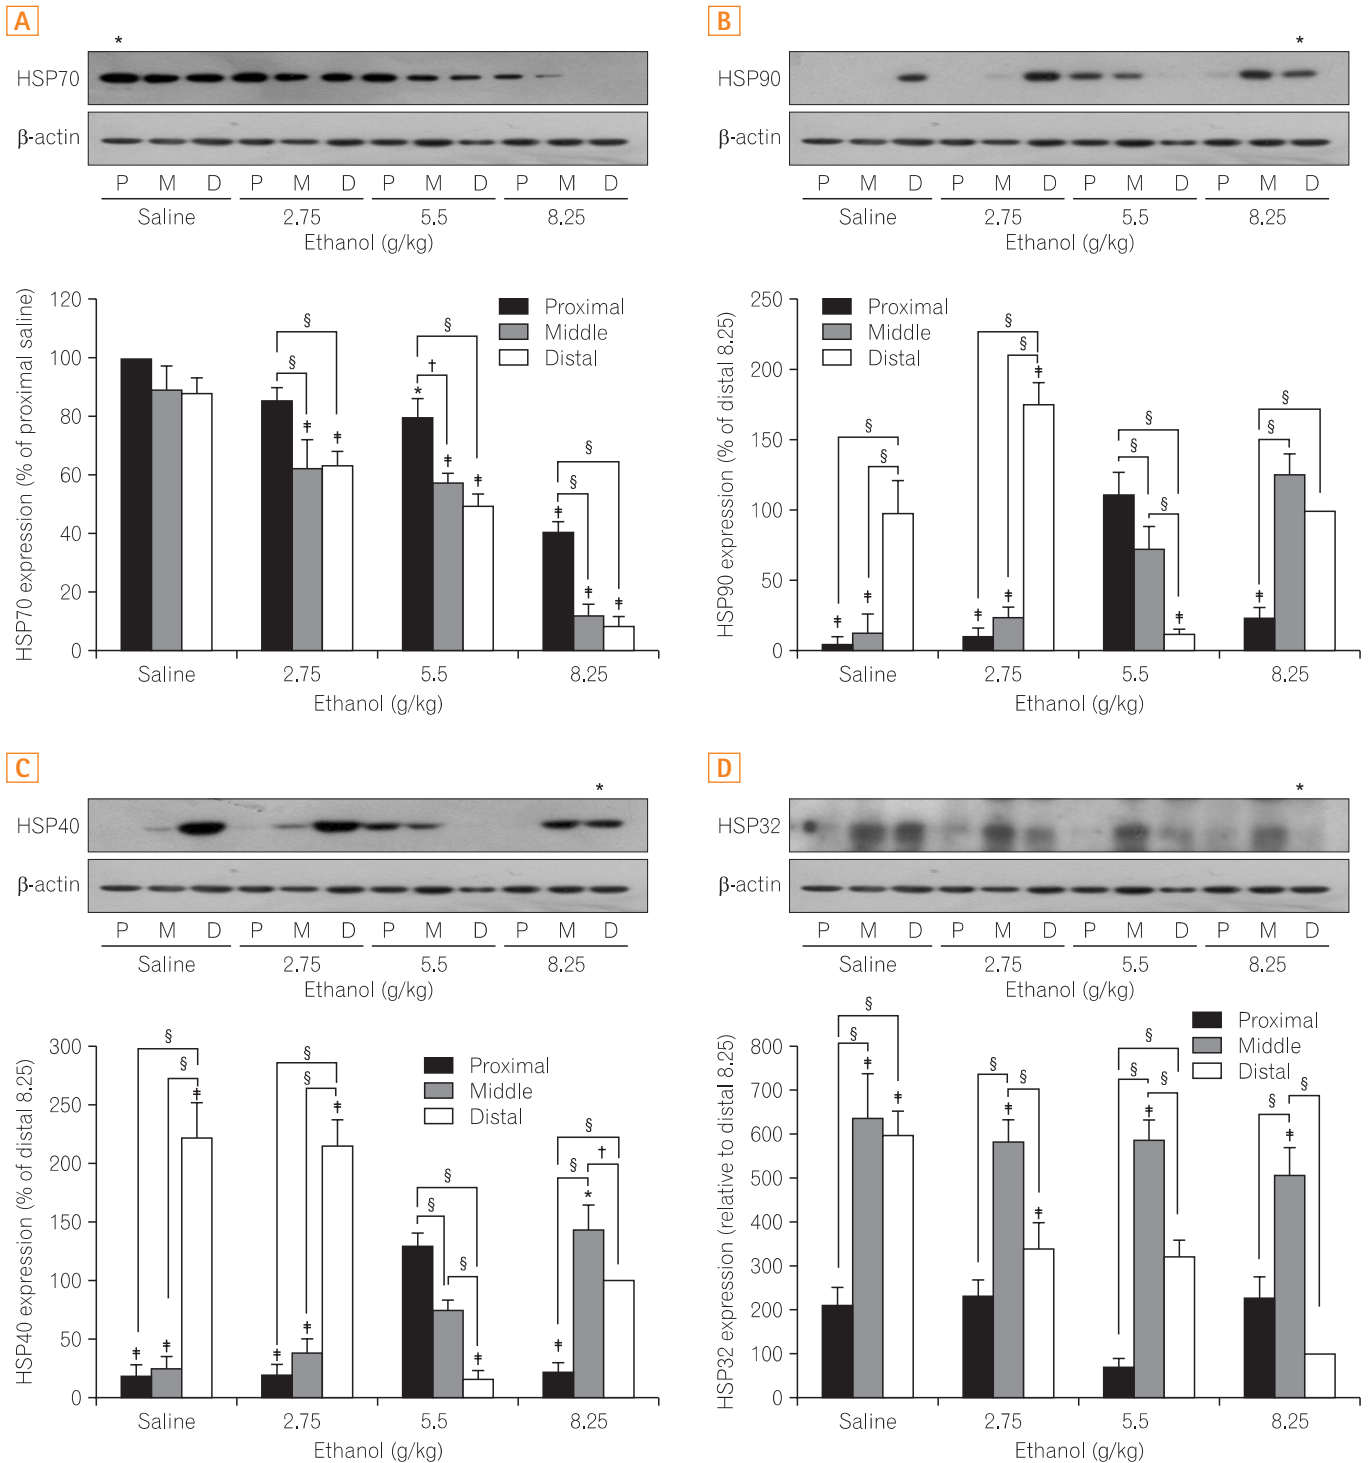 A
*
HSP70
β-actin
P M D P M D P M D P M D
Saline 2.75 5.5 8.25
Ethanol (g/kg)
HSP70 expression (% of proximal saline)
120
100
80
60
40
20
0
Proximal
Middle
Distal
§ §
§ † *
‡ ‡ ‡ ‡
§ § ‡ ‡ ‡
Saline 2.75 5.5 8.25
Ethanol (g/kg)
B
*
HSP90
β-actin
P M D P M D P M D P M D
Saline 2.75 5.5 8.25
Ethanol (g/kg)
HSP90 expression (% of distal 8.25)
250
200
150
100
50
0
Proximal
Middle
Distal
§ § ‡ ‡
§ § ‡ ‡ ‡
§ § § ‡
§ § ‡
Saline 2.75 5.5 8.25
Ethanol (g/kg)
C
*
HSP40
β-actin
P M D P M D P M D P M D
Saline 2.75 5.5 8.25
Ethanol (g/kg)
HSP40 expression (% of distal 8.25)
300
250
200
150
100
50
0
Proximal
Middle
Distal
§ § ‡ ‡ ‡
§ § ‡ ‡ ‡
§ § § ‡
§ § † * ‡
Saline 2.75 5.5 8.25
Ethanol (g/kg)
D
*
HSP32
β-actin
P M D P M D P M D P M D
Saline 2.75 5.5 8.25
Ethanol (g/kg)
HSP32 expression (relative to distal 8.25)
800
700
600
500
400
300
200
100
0
Proximal
Middle
Distal
§ § ‡ ‡
§ § ‡ ‡
§ § § ‡
§ § ‡
Saline 2.75 5.5 8.25
Ethanol (g/kg)